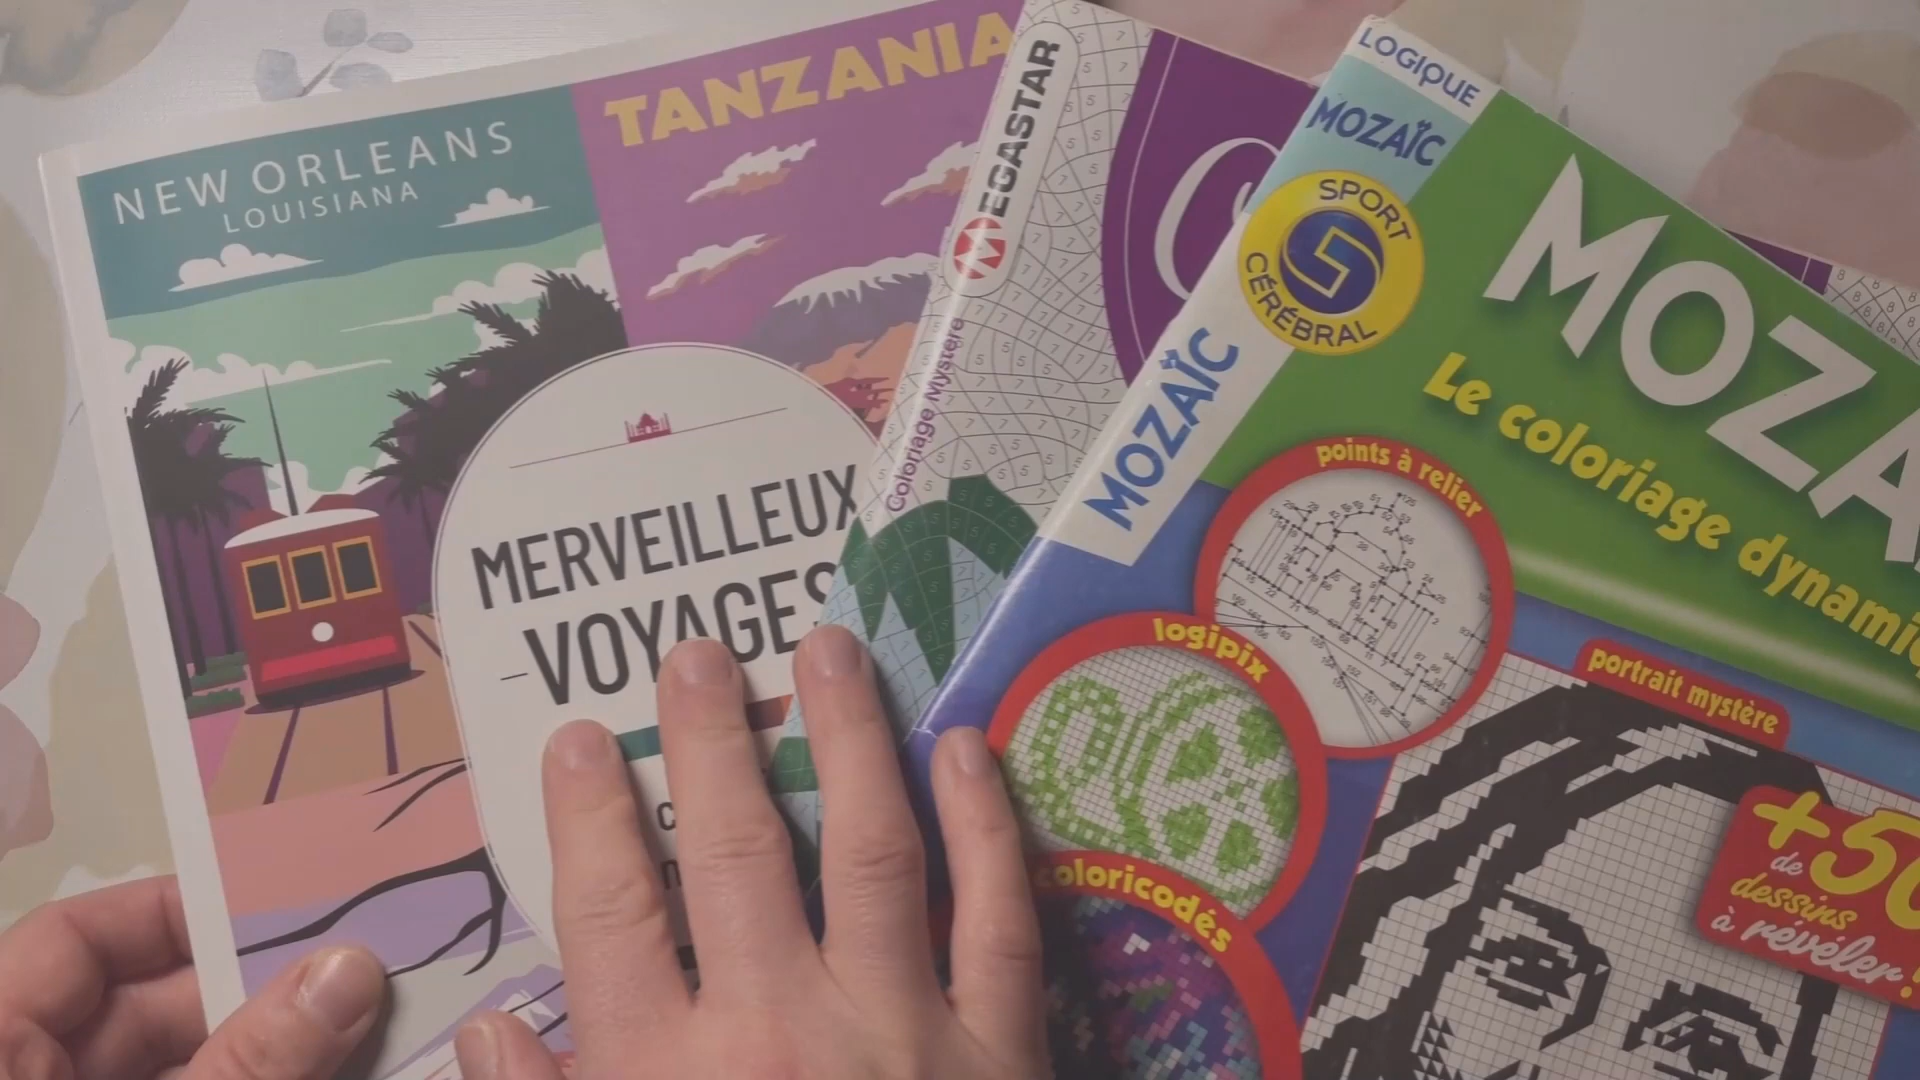 NEW ORLEANS
LOUISIANA
TANZANIA
MERVEILLEUX
VOYAGES
MEGASTAR
Coloriage Mystère
LOGIQUE
MOZAÏC
SPORT
CÉRÉBRAL
MOZAÏC
MOZA
Le coloriage dynami
points à relier
logipix
coloricodés
portrait mystère
+50
de
dessins
à révéler!